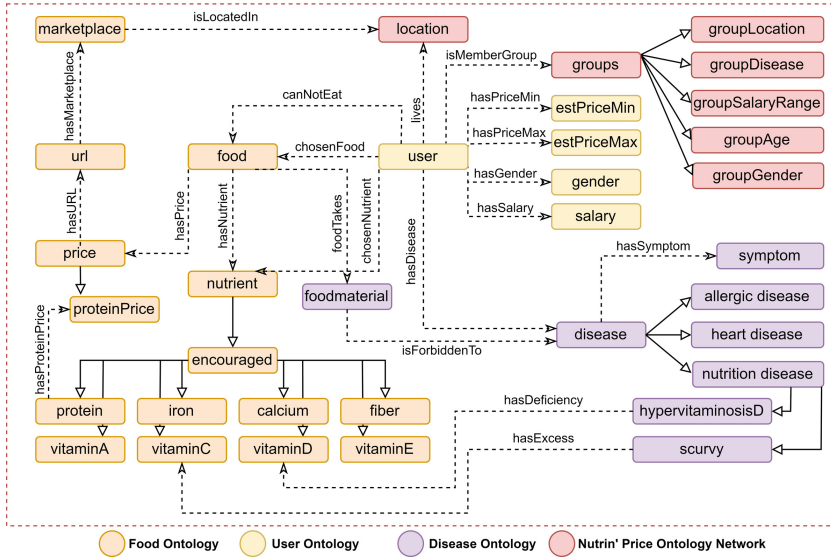 marketplace
isLocatedIn
location
groupLocation
isMemberGroup
groups
groupDisease
hasMarketplace
canNotEat
lives
hasPriceMin
estPriceMin
groupSalaryRange
hasPriceMax
estPriceMax
groupAge
url
food
chosenFood
user
groupGender
hasGender
gender
hasURL
hasPrice
hasNutrient
foodTakes
chosenNutrient
hasSalary
salary
hasDisease
price
hasSymptom
symptom
nutrient
foodmaterial
allergic disease
proteinPrice
disease
heart disease
hasProteinPrice
isForbiddenTo
encouraged
nutrition disease
protein
iron
calcium
fiber
hasDeficiency
hypervitaminosisD
vitaminA
vitaminC
vitaminD
vitaminE
hasExcess
scurvy
Food Ontology
User Ontology
Disease Ontology
Nutrin' Price Ontology Network